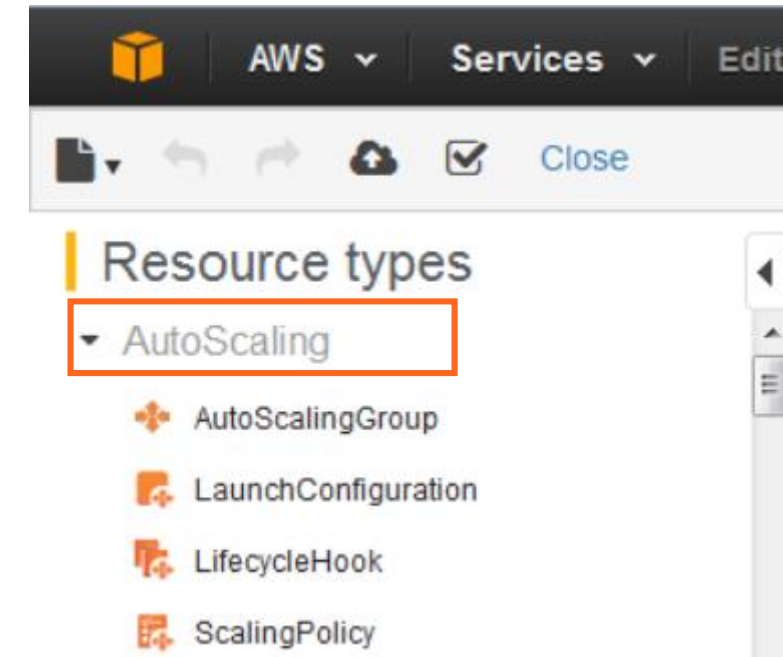 AWS Services Edit
Close
Resource types
AutoScaling
AutoScalingGroup
LaunchConfiguration
LifecycleHook
ScalingPolicy